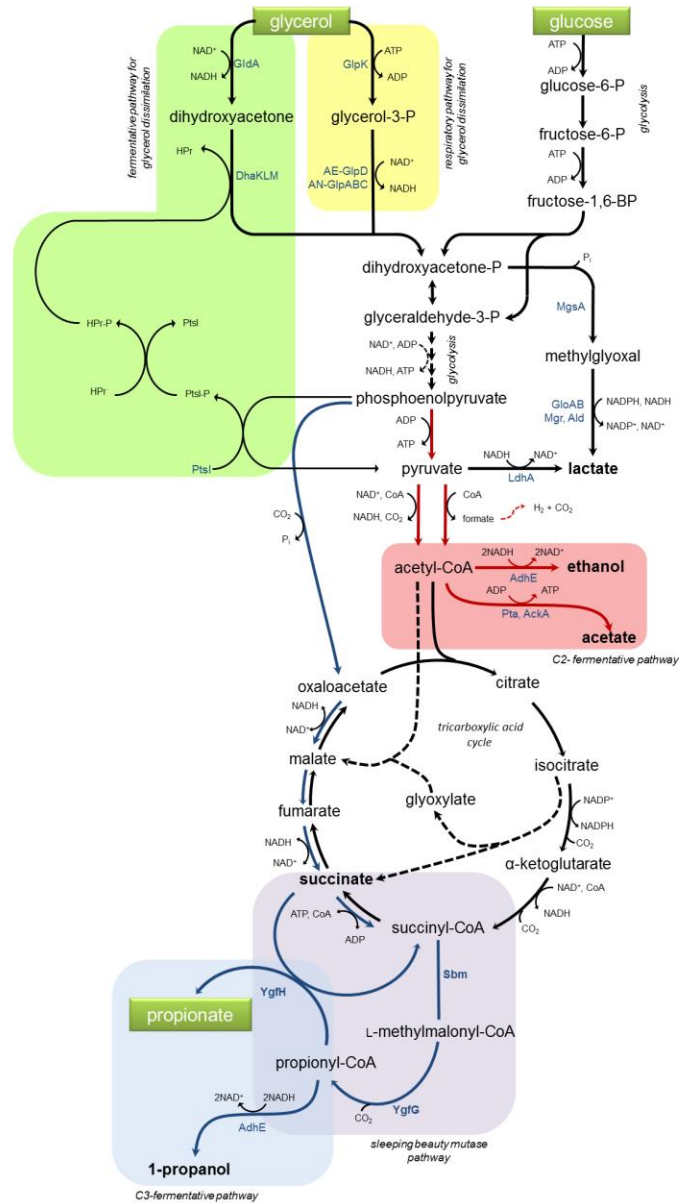 glycerol
glucose
fermentative pathway for
glycerol dissimilation
NAD⁺
NADH
GldA
GlpK
ATP
ADP
respiratory pathway for
glycerol dissimilation
ATP
ADP
glucose-6-P
glycolysis
dihydroxyacetone
glycerol-3-P
fructose-6-P
HPr
DhaKLM
AE-GlpD
AN-GlpABC
NAD⁺
NADH
ATP
ADP
fructose-1,6-BP
dihydroxyacetone-P
Pᵢ
MgsA
glyceraldehyde-3-P
NAD⁺, ADP
NADH, ATP
glycolysis
methylglyoxal
HPr-P
PtsI
HPr
PtsI-P
phosphoenolpyruvate
GloAB
Mgr, Ald
NADPH, NADH
NADP⁺, NAD⁺
ADP
ATP
PtsI
pyruvate
NADH
NAD⁺
LdhA
lactate
NAD⁺, CoA
NADH, CO₂
CoA
formate
H₂ + CO₂
CO₂
Pᵢ
acetyl-CoA
2NADH
2NAD⁺
AdhE
ethanol
ADP
ATP
Pta, AckA
acetate
C2- fermentative pathway
oxaloacetate
citrate
NADH
NAD⁺
tricarboxylic acid
cycle
malate
isocitrate
fumarate
glyoxylate
NADP⁺
NADPH
CO₂
NADH
NAD⁺
α-ketoglutarate
succinate
NAD⁺, CoA
NADH
CO₂
ATP, CoA
ADP
succinyl-CoA
Sbm
YgfH
propionate
L-methylmalonyl-CoA
propionyl-CoA
2NAD⁺
2NADH
AdhE
CO₂
YgfG
1-propanol
sleeping beauty mutase
pathway
C3-fermentative pathway